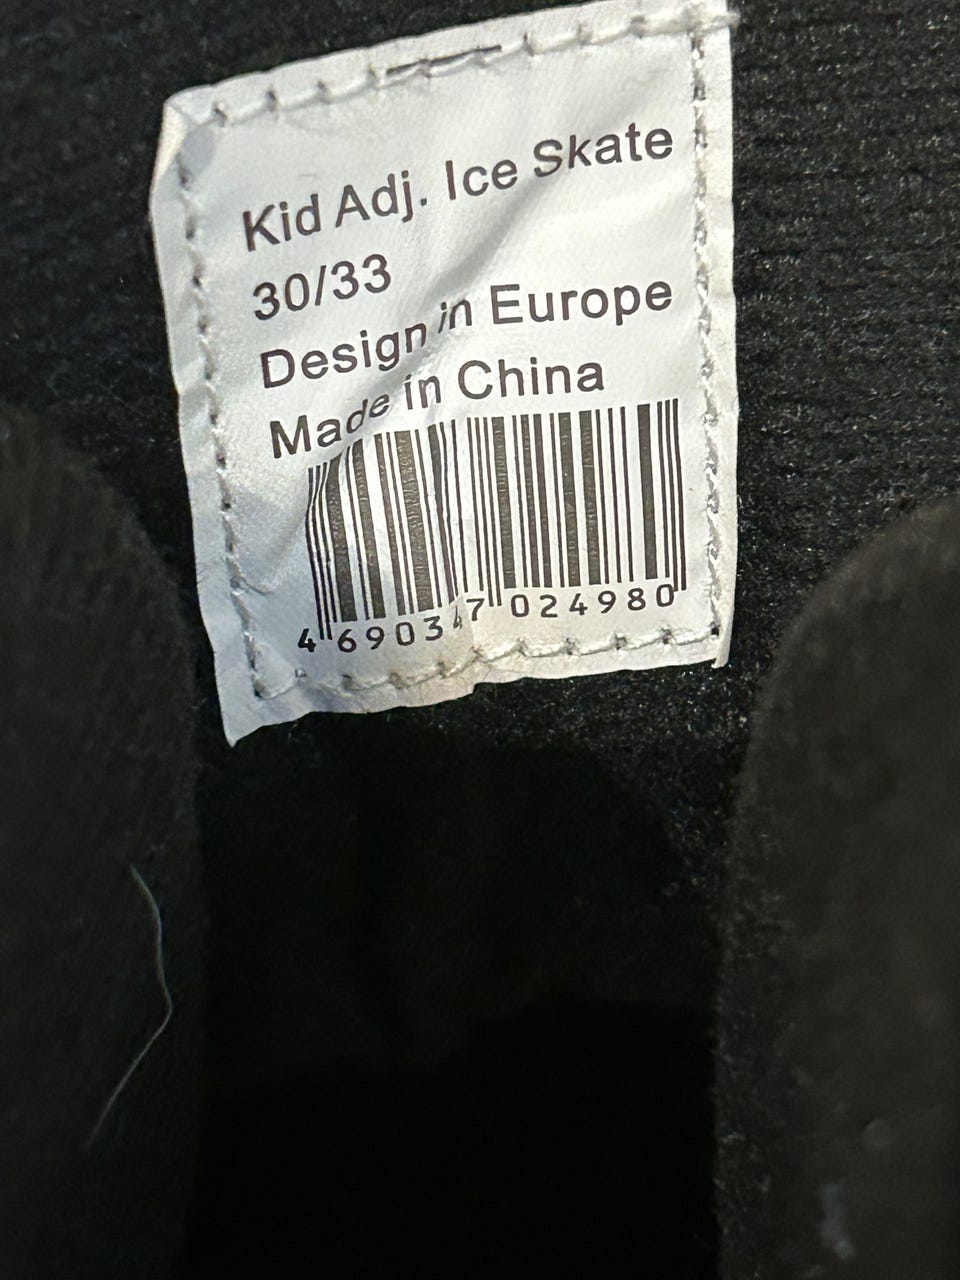 Kid Adj. Ice Skate
30/33
Design in Europe
Made in China
4 690347 024980